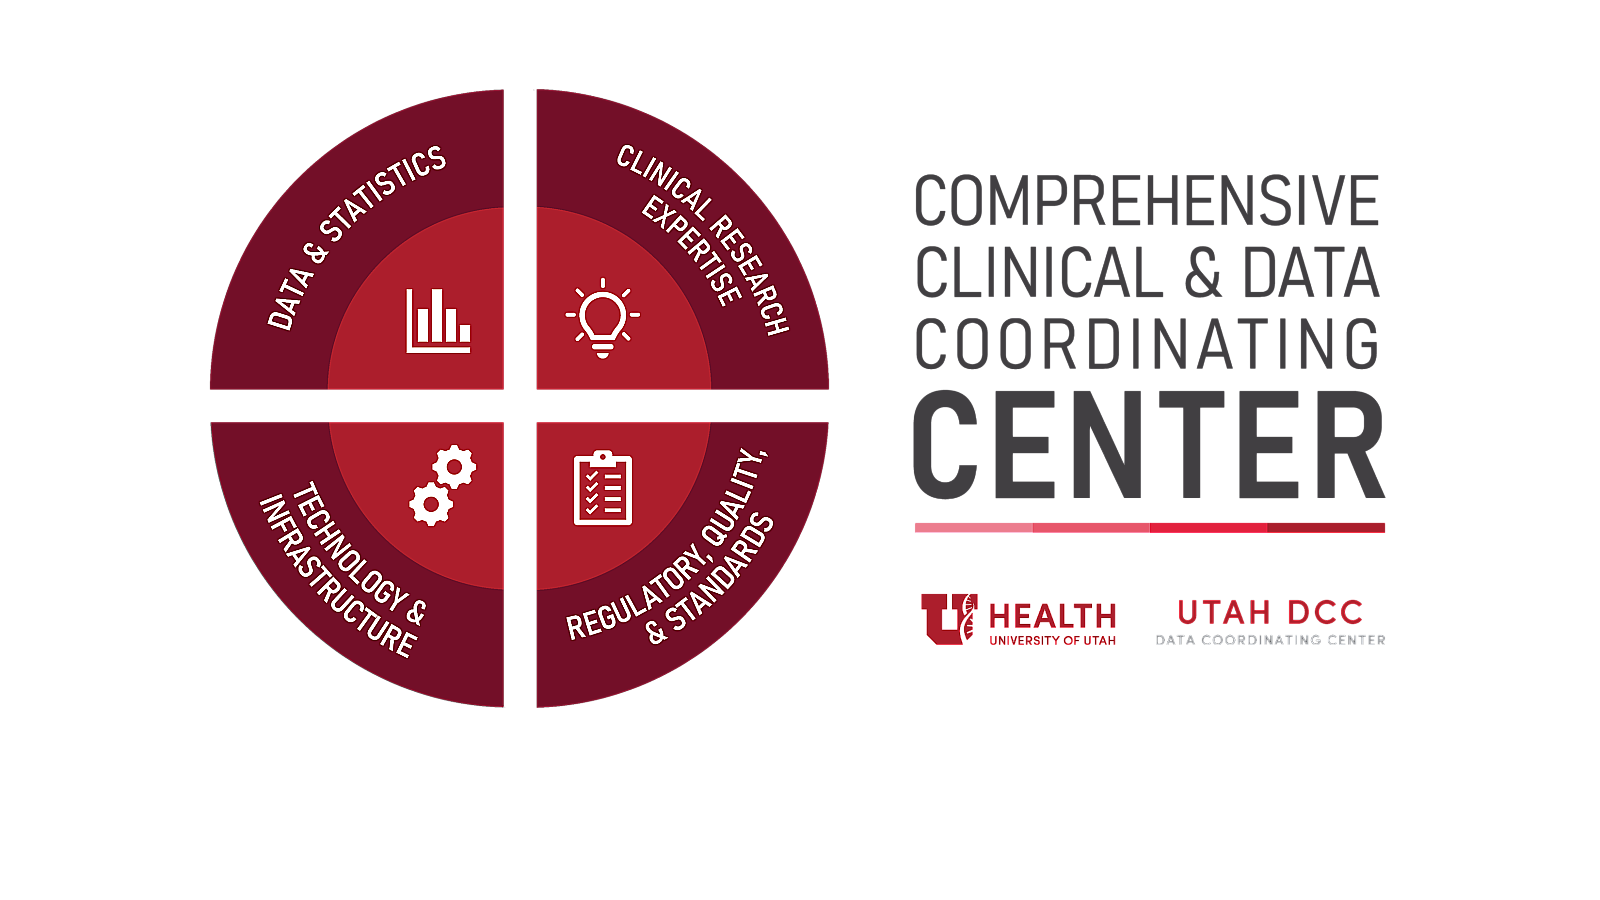 DATA & STATISTICS
CLINICAL RESEARCH
EXPERTISE
TECHNOLOGY &
INFRASTRUCTURE
REGULATORY, QUALITY,
& STANDARDS
COMPREHENSIVE
CLINICAL & DATA
COORDINATING
CENTER
U HEALTH
UNIVERSITY OF UTAH
UTAH DCC
DATA COORDINATING CENTER